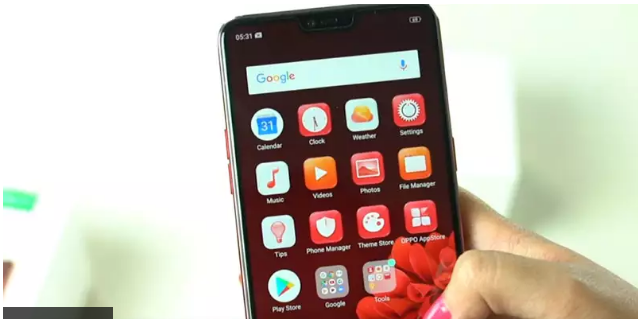 05:31
Google
31
Calendar
Clock
Weather
Settings
Music
Videos
Photos
File Manager
Tips
Phone Manager
Theme Store
OPPO AppStore
Play Store
Google
Tools